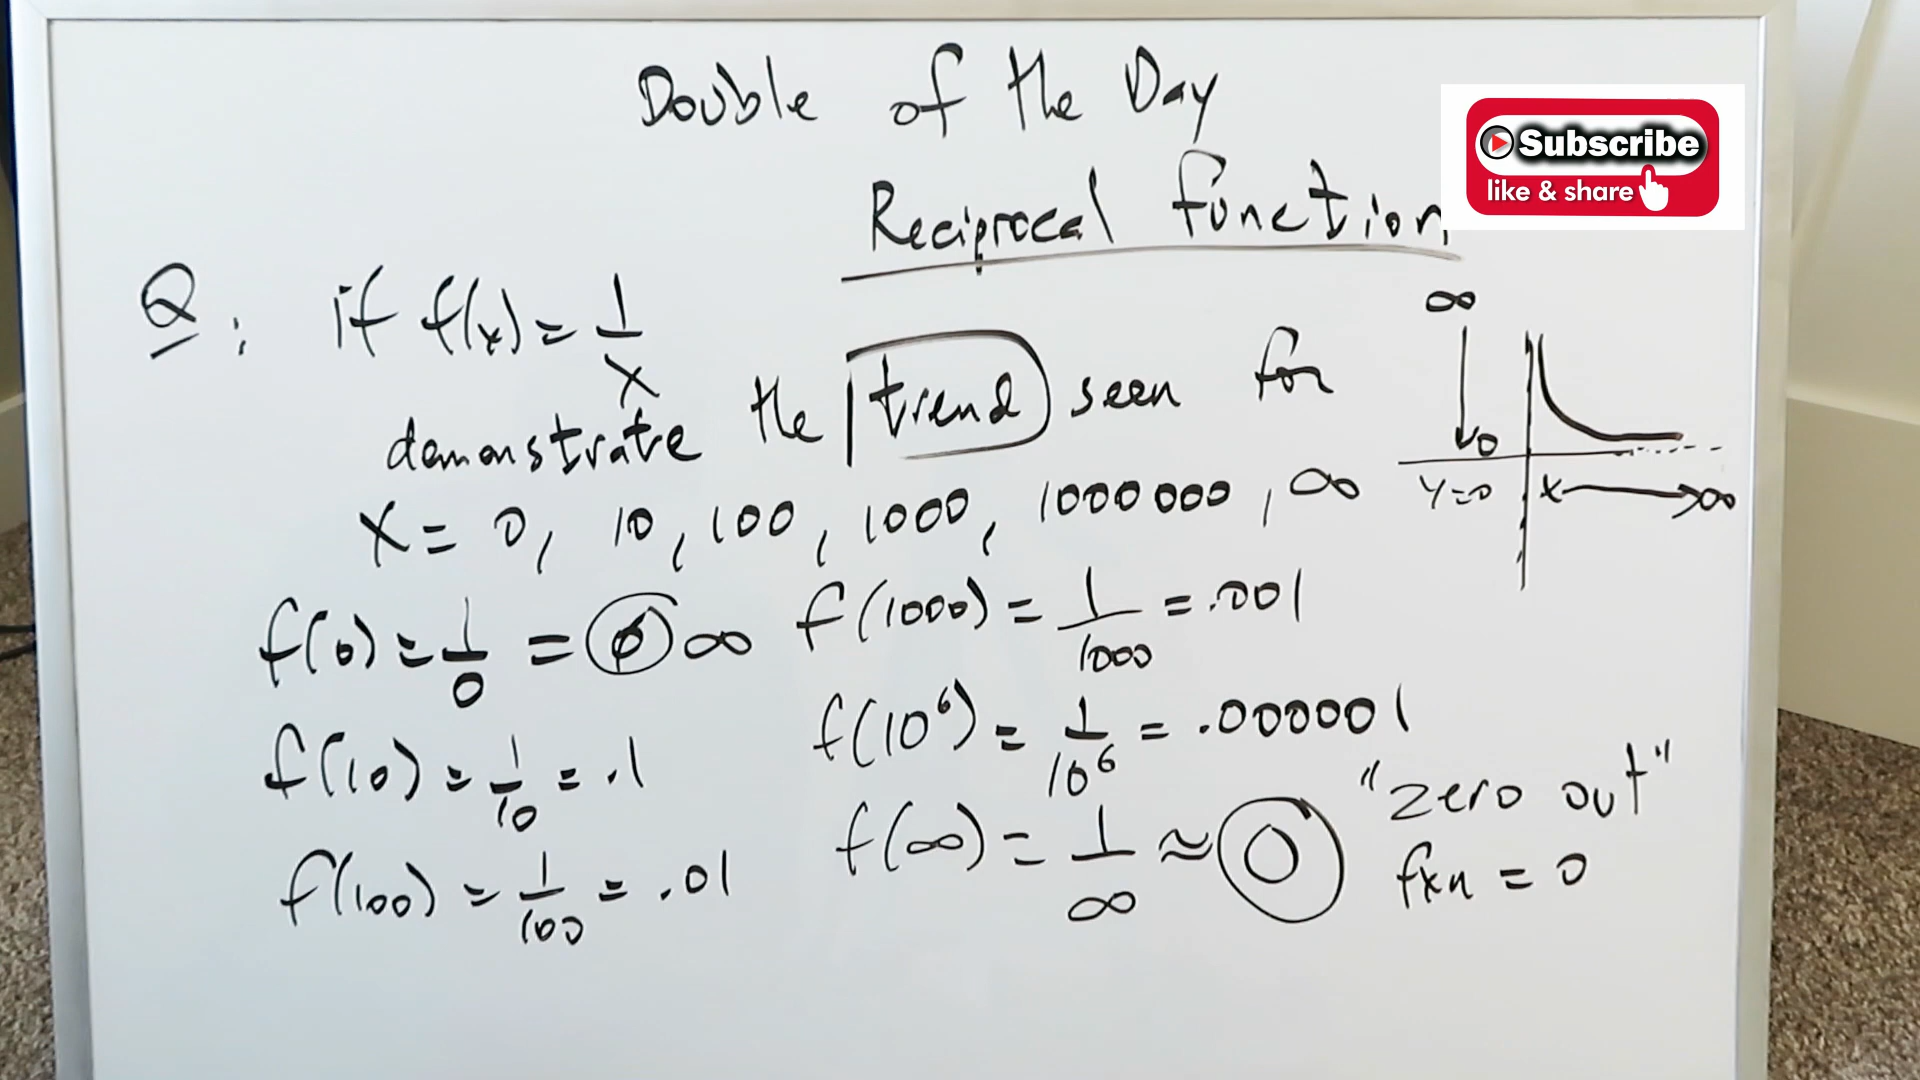 Double of the Day
Subscribe
like & share
Reciprocal function
Q: if f(x) = 1/x
demonstrate the trend seen for
x = 0, 10, 100, 1000, 1000000, ∞
∞
0
y=0 x ∞
f(0) = 1/0 = ∅ ∞
f(10) = 1/10 = .1
f(100) = 1/100 = .01
f(1000) = 1/1000 = .001
f(10⁶) = 1/10⁶ = .000001
f(∞) = 1/∞ ≈ 0
"zero out"
fxn = 0